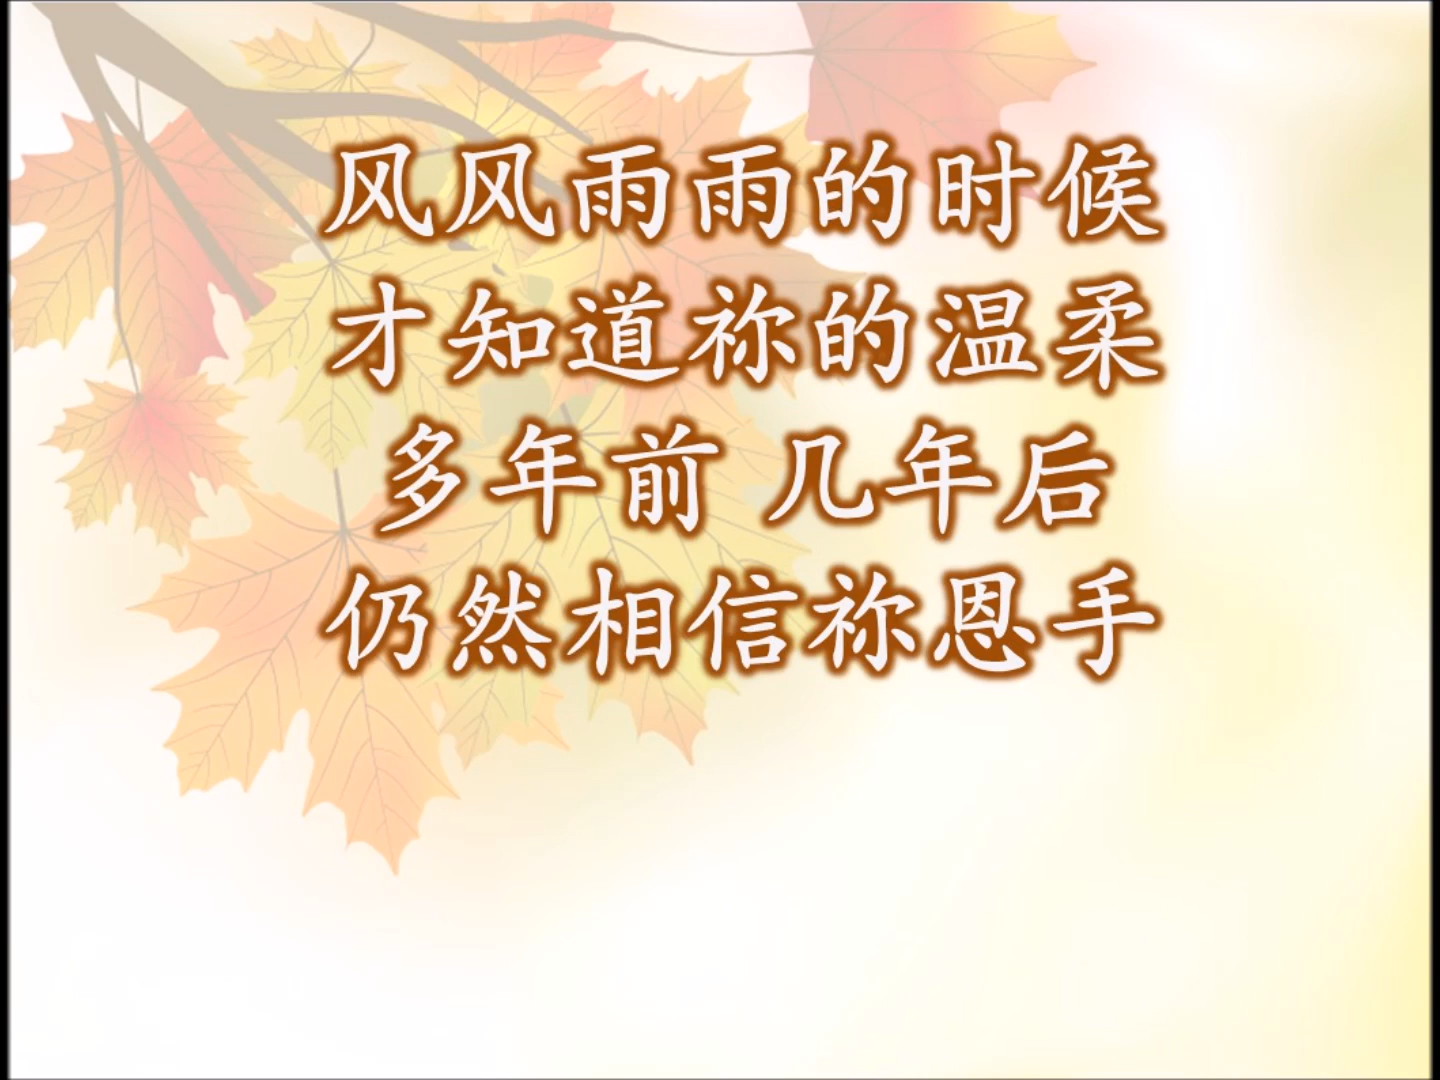 风风雨雨的时候
才知道祢的温柔
多年前 几年后
仍然相信祢恩手